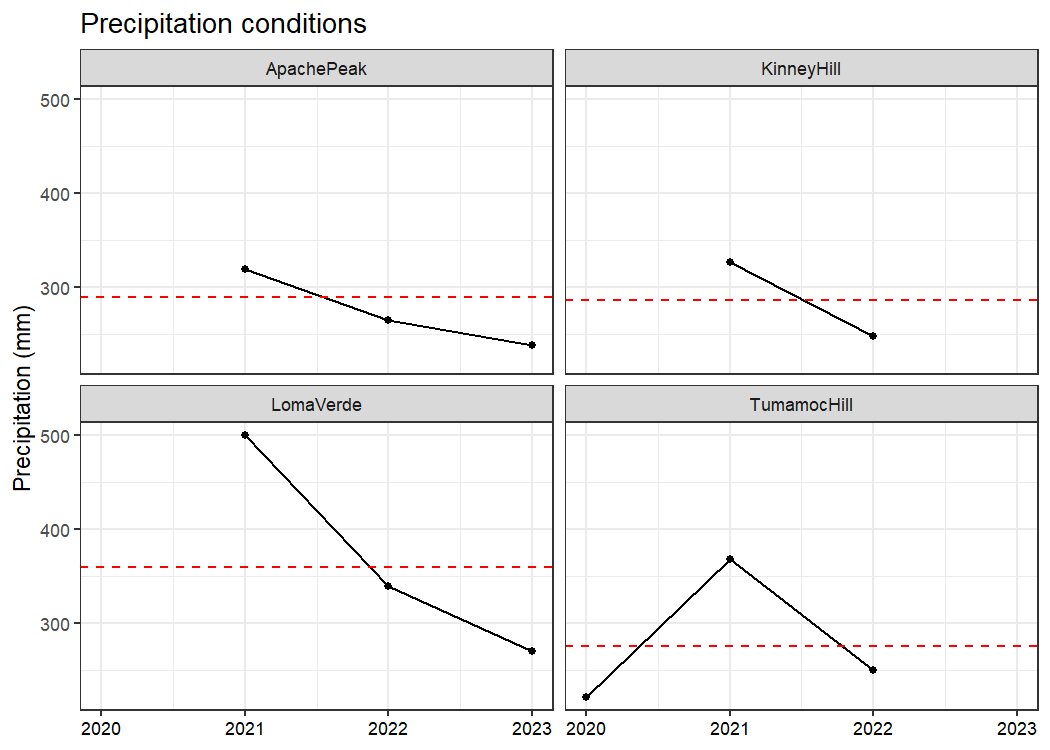 Precipitation conditions
ApachePeak
KinneyHill
500
400
300
Precipitation (mm)
LomaVerde
TumamocHill
500
400
300
2020 2021 2022 2023 2020 2021 2022 2023